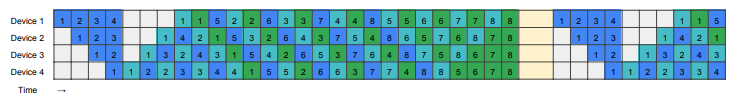 Device 1 1 2 3 4 1 1 5 2 2 6 3 3 7 4 4 8 5 5 6 6 7 7 8 8 1 2 3 4 1 1 5
Device 2 1 2 3 1 4 2 1 5 3 2 6 4 3 7 5 4 8 6 5 7 6 8 7 8 1 2 3 1 4 2 1
Device 3 1 2 1 3 2 4 3 1 5 4 2 6 5 3 7 6 4 8 7 5 8 6 7 8 1 2 1 3 2 4 3
Device 4 1 1 2 2 3 3 4 4 1 5 5 2 6 6 3 7 7 4 8 8 5 6 7 8 1 1 2 2 3 3 4
Time →